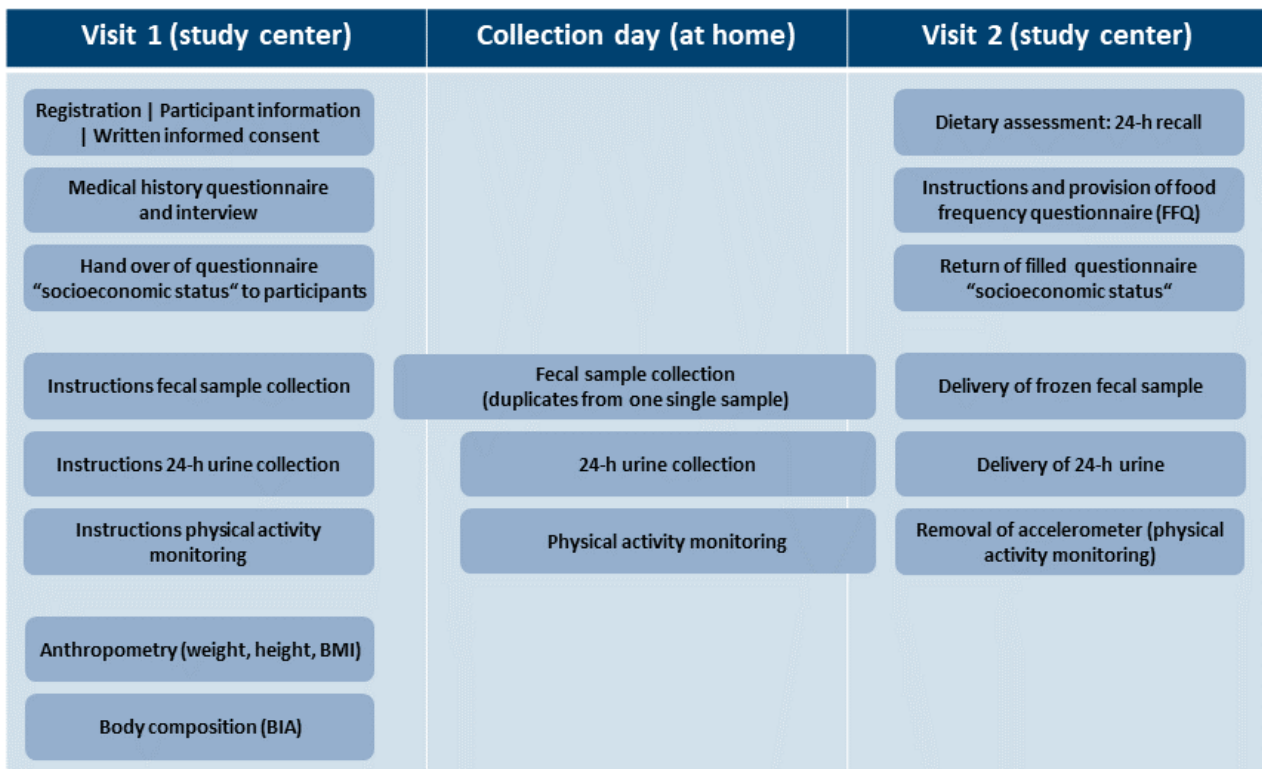 Visit 1 (study center)
Collection day (at home)
Visit 2 (study center)
Registration | Participant information
| Written informed consent
Dietary assessment: 24-h recall
Medical history questionnaire
and interview
Instructions and provision of food
frequency questionnaire (FFQ)
Hand over of questionnaire
“socioeconomic status“ to participants
Return of filled questionnaire
“socioeconomic status“
Instructions fecal sample collection
Fecal sample collection
(duplicates from one single sample)
Delivery of frozen fecal sample
Instructions 24-h urine collection
24-h urine collection
Delivery of 24-h urine
Instructions physical activity
monitoring
Physical activity monitoring
Removal of accelerometer (physical
activity monitoring)
Anthropometry (weight, height, BMI)
Body composition (BIA)